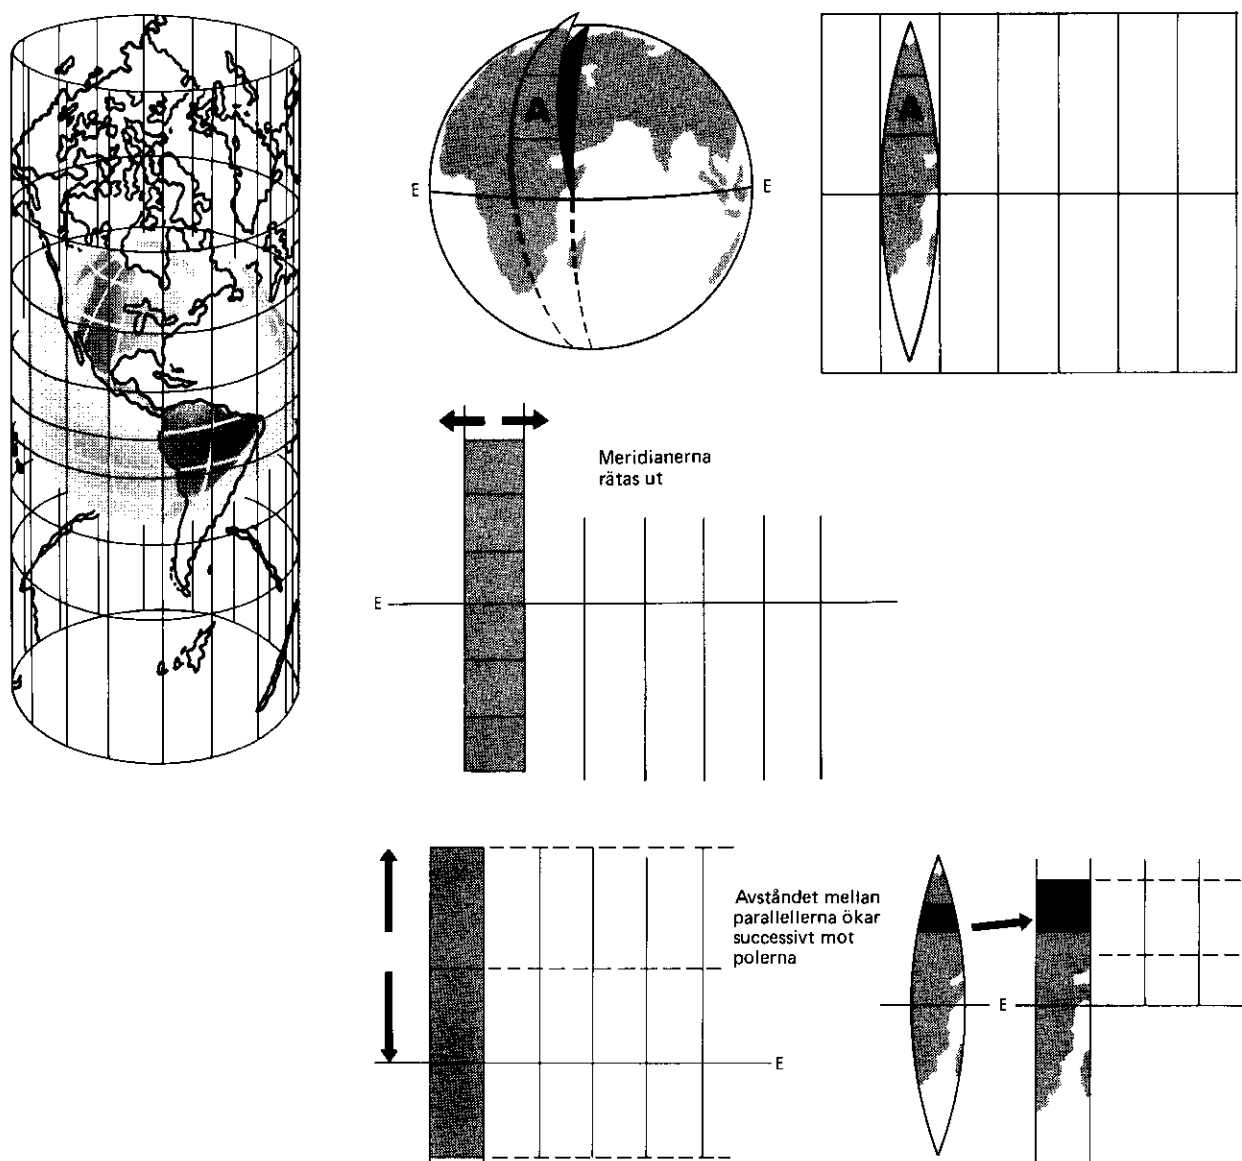 A
E
E
A
Meridianerna
rätas ut
E
Avståndet mellan
parallellerna ökar
successivt mot
polerna
E
E